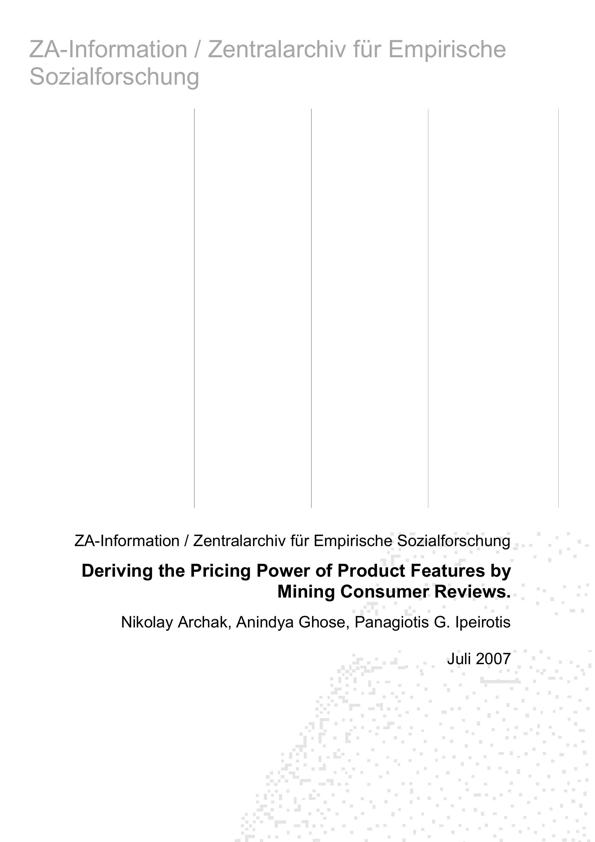 ZA-Information / Zentralarchiv für Empirische
Sozialforschung
ZA-Information / Zentralarchiv für Empirische Sozialforschung
Deriving the Pricing Power of Product Features by
Mining Consumer Reviews.
Nikolay Archak, Anindya Ghose, Panagiotis G. Ipeirotis
Juli 2007